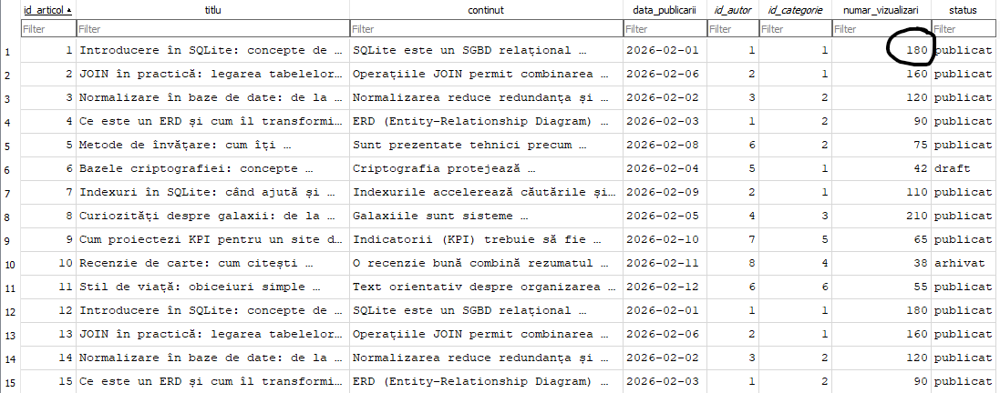 id_articol titlu continut data_publicarii id_autor id_categorie numar_vizualizari status
Filter Filter Filter Filter Filter Filter Filter Filter
1 1 Introducere în SQLite: concepte de … SQLite este un SGBD relațional … 2026-02-01 1 1 180 publicat
2 2 JOIN în practică: legarea tabelelor… Operațiile JOIN permit combinarea … 2026-02-06 2 1 160 publicat
3 3 Normalizare în baze de date: de la … Normalizarea reduce redundanța și … 2026-02-02 3 2 120 publicat
4 4 Ce este un ERD și cum îl transformi… ERD (Entity-Relationship Diagram) … 2026-02-03 1 2 90 publicat
5 5 Metode de învățare: cum îți … Sunt prezentate tehnici precum … 2026-02-08 6 2 75 publicat
6 6 Bazele criptografiei: concepte … Criptografia protejează … 2026-02-04 5 1 42 draft
7 7 Indexuri în SQLite: când ajută și … Indexurile accelerează căutările și… 2026-02-09 2 1 110 publicat
8 8 Curiozități despre galaxii: de la … Galaxiile sunt sisteme … 2026-02-05 4 3 210 publicat
9 9 Cum proiectezi KPI pentru un site d… Indicatorii (KPI) trebuie să fie … 2026-02-10 7 5 65 publicat
10 10 Recenzie de carte: cum citești … O recenzie bună combină rezumatul … 2026-02-11 8 4 38 arhivat
11 11 Stil de viață: obiceiuri simple … Text orientativ despre organizarea … 2026-02-12 6 6 55 publicat
12 12 Introducere în SQLite: concepte de … SQLite este un SGBD relațional … 2026-02-01 1 1 180 publicat
13 13 JOIN în practică: legarea tabelelor… Operațiile JOIN permit combinarea … 2026-02-06 2 1 160 publicat
14 14 Normalizare în baze de date: de la … Normalizarea reduce redundanța și … 2026-02-02 3 2 120 publicat
15 15 Ce este un ERD și cum îl transformi… ERD (Entity-Relationship Diagram) … 2026-02-03 1 2 90 publicat